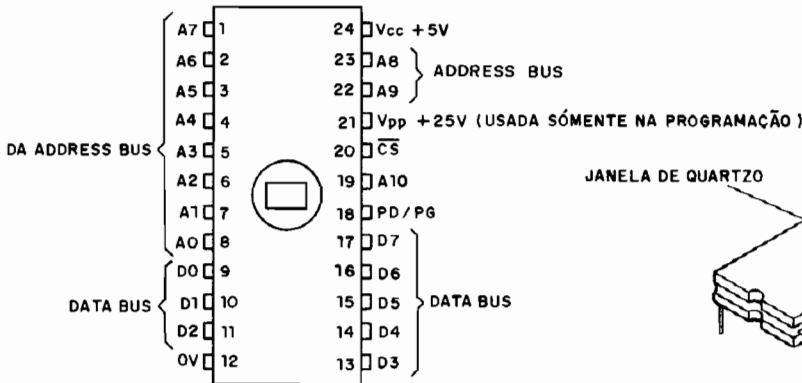 A7 1 24 Vcc +5V
A6 2 23 A8
ADDRESS BUS
A5 3 22 A9
A4 4 21 Vpp +25V (USADA SÓMENTE NA PROGRAMAÇÃO)
DA ADDRESS BUS
A3 5 20 CS
A2 6 19 A10
JANELA DE QUARTZO
A1 7 18 PD/PG
A0 8 17 D7
D0 9 16 D6
DATA BUS
D1 10 15 D5
DATA BUS
D2 11 14 D4
0V 12 13 D3